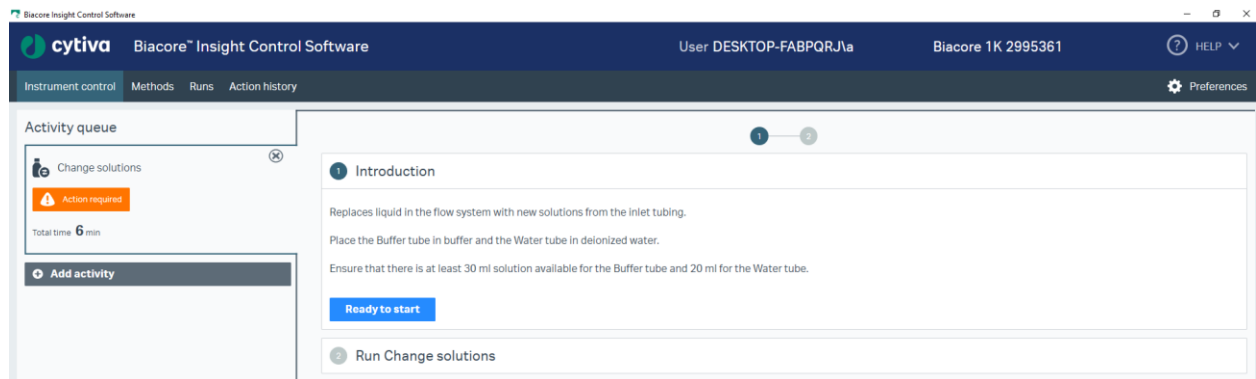 Biacore Insight Control Software
cytiva Biacore™ Insight Control Software User DESKTOP-FABPQRJ\a Biacore 1K 2995361 ? HELP
Instrument control Methods Runs Action history Preferences
Activity queue
1 2
Change solutions
1 Introduction
Action required
Replaces liquid in the flow system with new solutions from the inlet tubing.
Total time 6 min
Place the Buffer tube in buffer and the Water tube in deionized water.
Add activity
Ensure that there is at least 30 ml solution available for the Buffer tube and 20 ml for the Water tube.
Ready to start
2 Run Change solutions